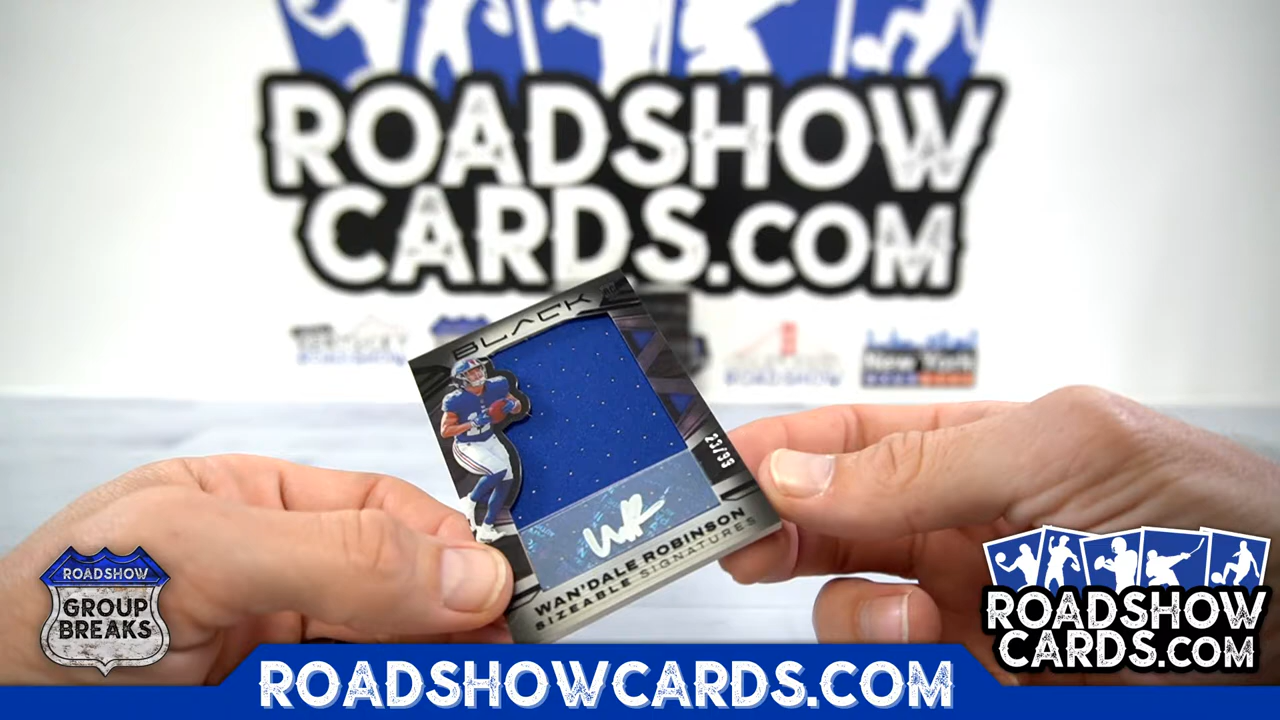 ROADSHOW
CARDS.COM
New York
BLACK
23/99
WAN'DALE ROBINSON
SIZEABLE SIGNATURES
ROADSHOW
GROUP
BREAKS
ROADSHOW
CARDS.COM
ROADSHOWCARDS.COM